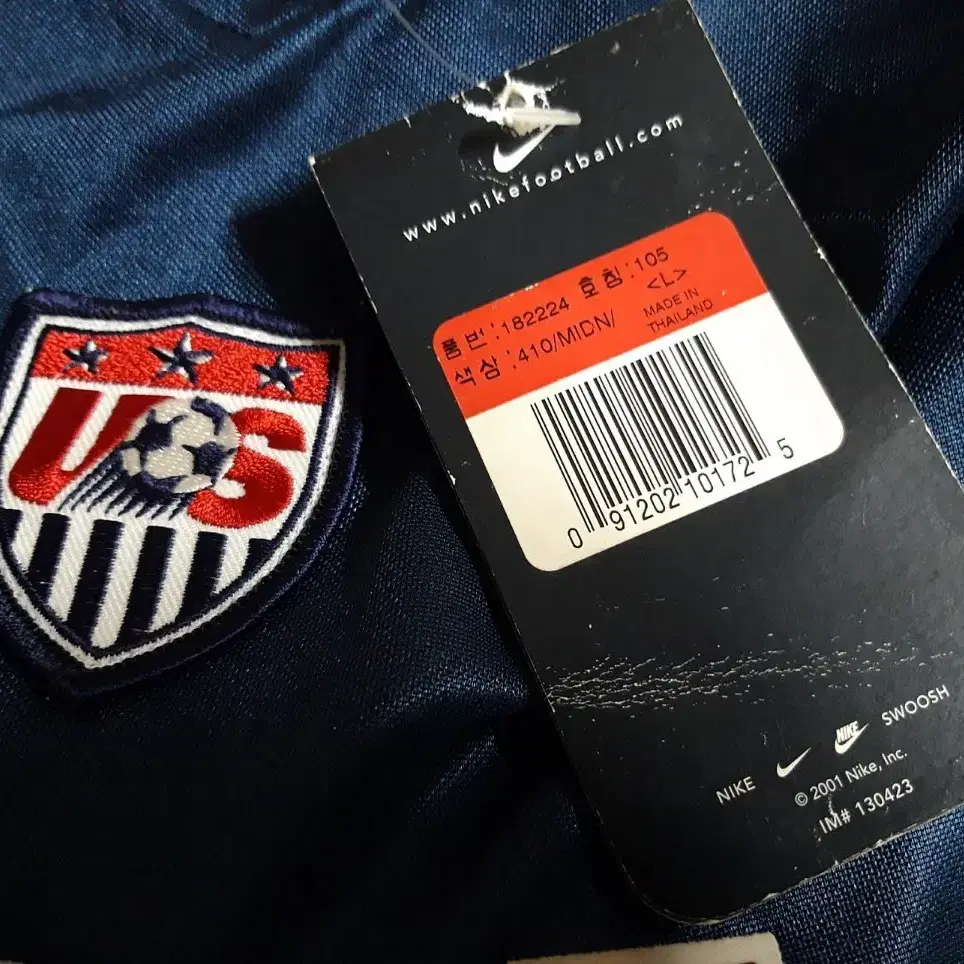 www.nikefootball.com
품번:182224 호칭:105
<L>
색상:410/MIDN/
MADE IN
THAILAND
0 91202 10172 5
US
NIKE NIKE SWOOSH
© 2001 Nike, Inc.
IM# 130423